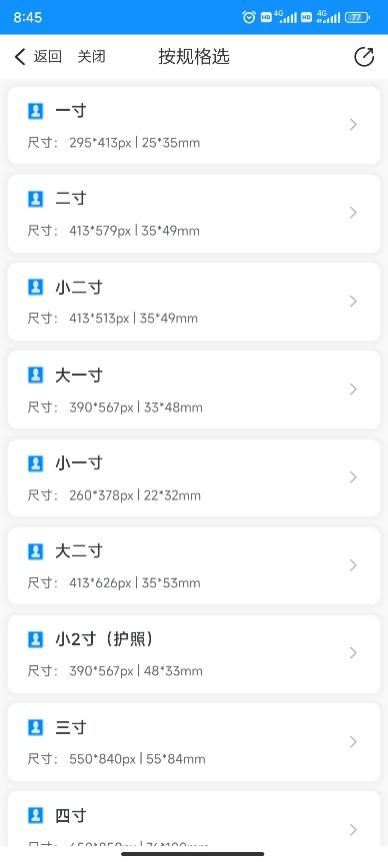 8:45
HD 4G HD 4G 77
返回 关闭 按规格选
一寸
尺寸： 295*413px | 25*35mm
二寸
尺寸： 413*579px | 35*49mm
小二寸
尺寸： 413*513px | 35*49mm
大一寸
尺寸： 390*567px | 33*48mm
小一寸
尺寸： 260*378px | 22*32mm
大二寸
尺寸： 413*626px | 35*53mm
小2寸（护照）
尺寸： 390*567px | 48*33mm
三寸
尺寸： 550*840px | 55*84mm
四寸
尺寸：